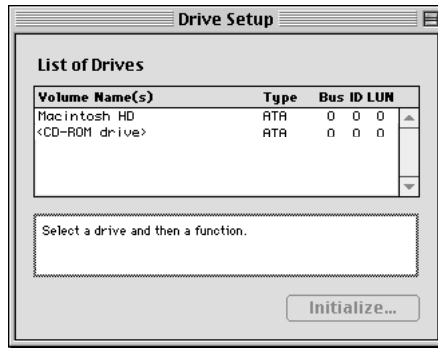 Drive Setup
List of Drives
Volume Name(s) Type Bus ID LUN
Macintosh HD ATA 0 0 0
<CD-ROM drive> ATA 0 0 0
Select a drive and then a function.
Initialize...